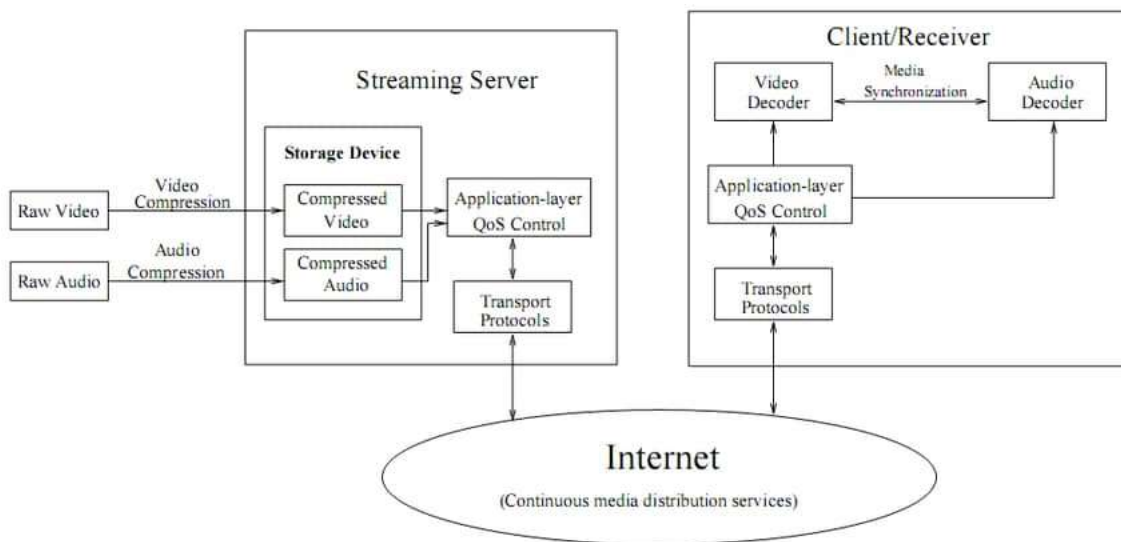 Streaming Server
Storage Device
Raw Video
Video
Compression
Compressed
Video
Application-layer
QoS Control
Raw Audio
Audio
Compression
Compressed
Audio
Transport
Protocols
Client/Receiver
Video
Decoder
Media
Synchronization
Audio
Decoder
Application-layer
QoS Control
Transport
Protocols
Internet
(Continuous media distribution services)